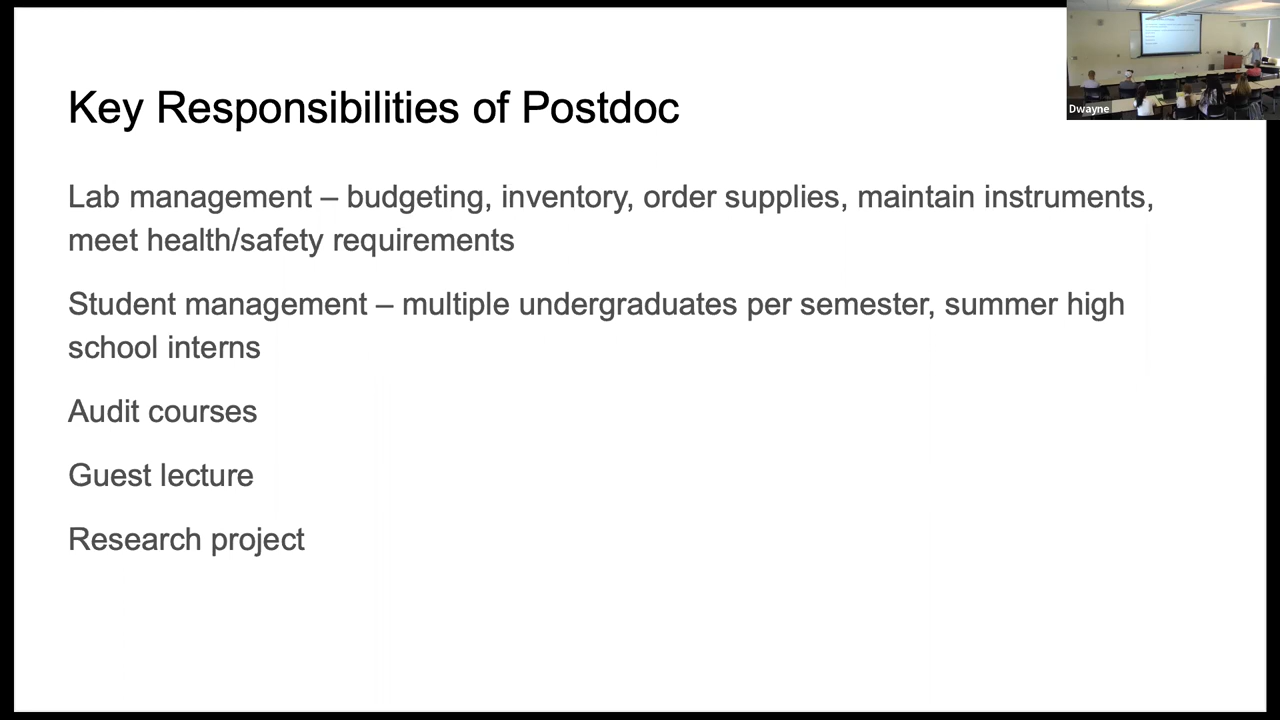 Key Responsibilities of Postdoc
Lab management – budgeting, inventory, order supplies, maintain instruments,
meet health/safety requirements
Student management – multiple undergraduates per semester, summer high
school interns
Audit courses
Guest lecture
Research project
Dwayne